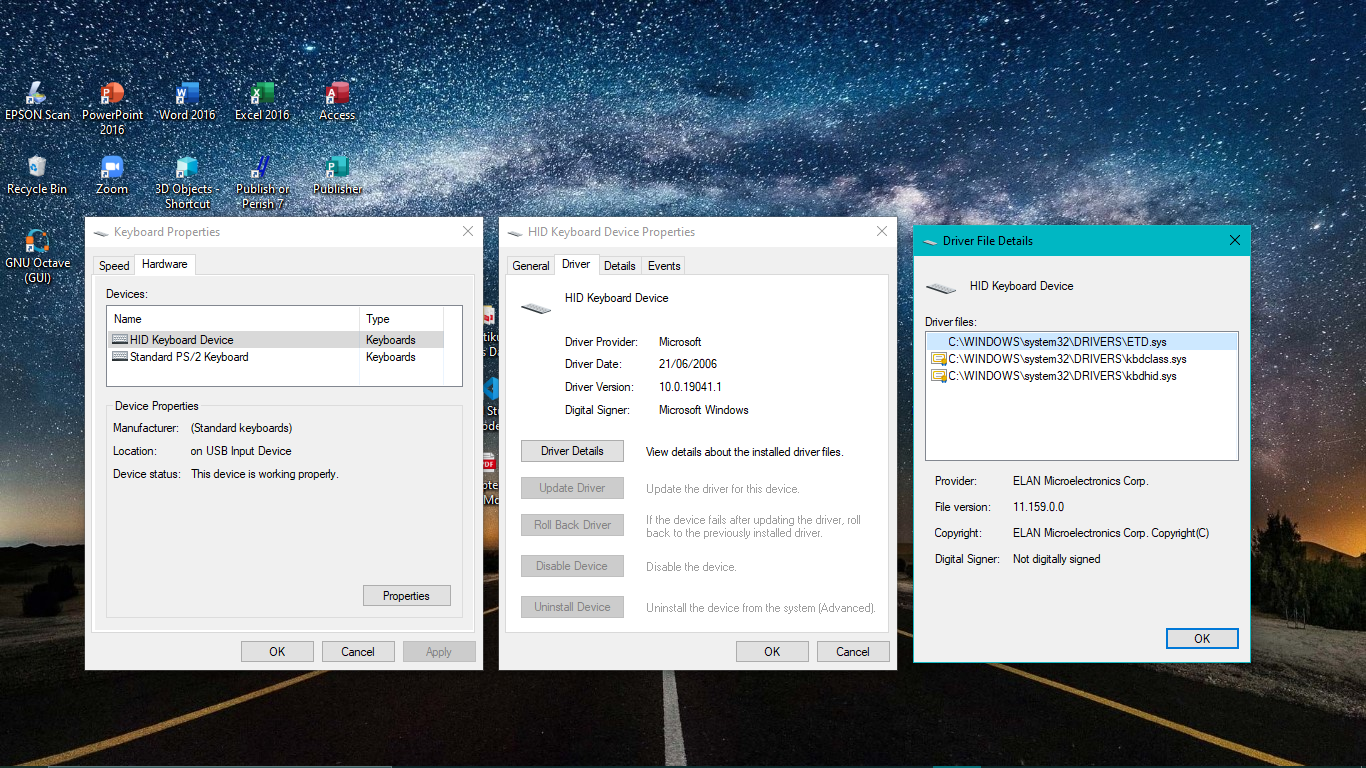 EPSON Scan
PowerPoint
2016
Word 2016
Excel 2016
Access
Recycle Bin
Zoom
3D Objects -
Shortcut
Publish or
Perish 7
Publisher
GNU Octave
(GUI)
Keyboard Properties
Speed
Hardware
Devices:
Name
Type
HID Keyboard Device
Keyboards
Standard PS/2 Keyboard
Keyboards
Device Properties
Manufacturer:
(Standard keyboards)
Location:
on USB Input Device
Device status:
This device is working properly.
Properties
OK
Cancel
Apply
HID Keyboard Device Properties
General
Driver
Details
Events
HID Keyboard Device
Driver Provider:
Microsoft
Driver Date:
21/06/2006
Driver Version:
10.0.19041.1
Digital Signer:
Microsoft Windows
Driver Details
View details about the installed driver files.
Update Driver
Update the driver for this device.
Roll Back Driver
If the device fails after updating the driver, roll
back to the previously installed driver.
Disable Device
Disable the device.
Uninstall Device
Uninstall the device from the system (Advanced).
OK
Cancel
Driver File Details
HID Keyboard Device
Driver files:
C:\WINDOWS\system32\DRIVERS\ETD.sys
C:\WINDOWS\system32\DRIVERS\kbdclass.sys
C:\WINDOWS\system32\DRIVERS\kbdhid.sys
Provider:
ELAN Microelectronics Corp.
File version:
11.159.0.0
Copyright:
ELAN Microelectronics Corp. Copyright(C)
Digital Signer:
Not digitally signed
OK